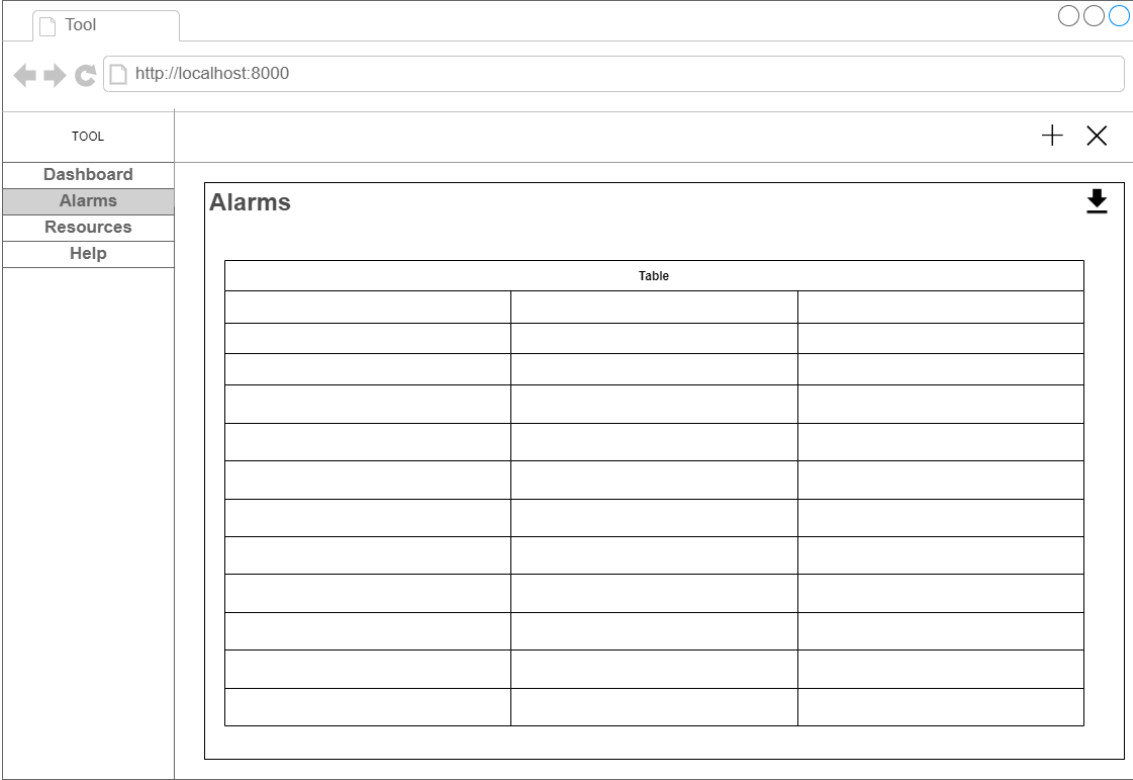 Tool
http://localhost:8000
TOOL
Dashboard
Alarms
Resources
Help
Alarms
Table